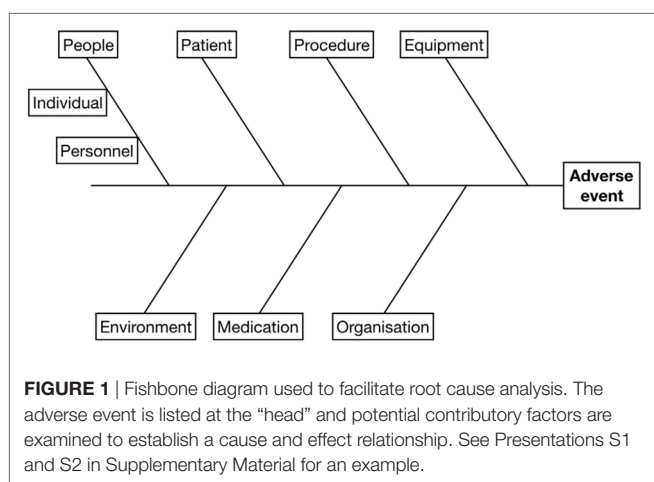 People
Patient
Procedure
Equipment
Individual
Personnel
Adverse
event
Environment
Medication
Organisation
FIGURE 1 | Fishbone diagram used to facilitate root cause analysis. The
adverse event is listed at the “head” and potential contributory factors are
examined to establish a cause and effect relationship. See Presentations S1
and S2 in Supplementary Material for an example.